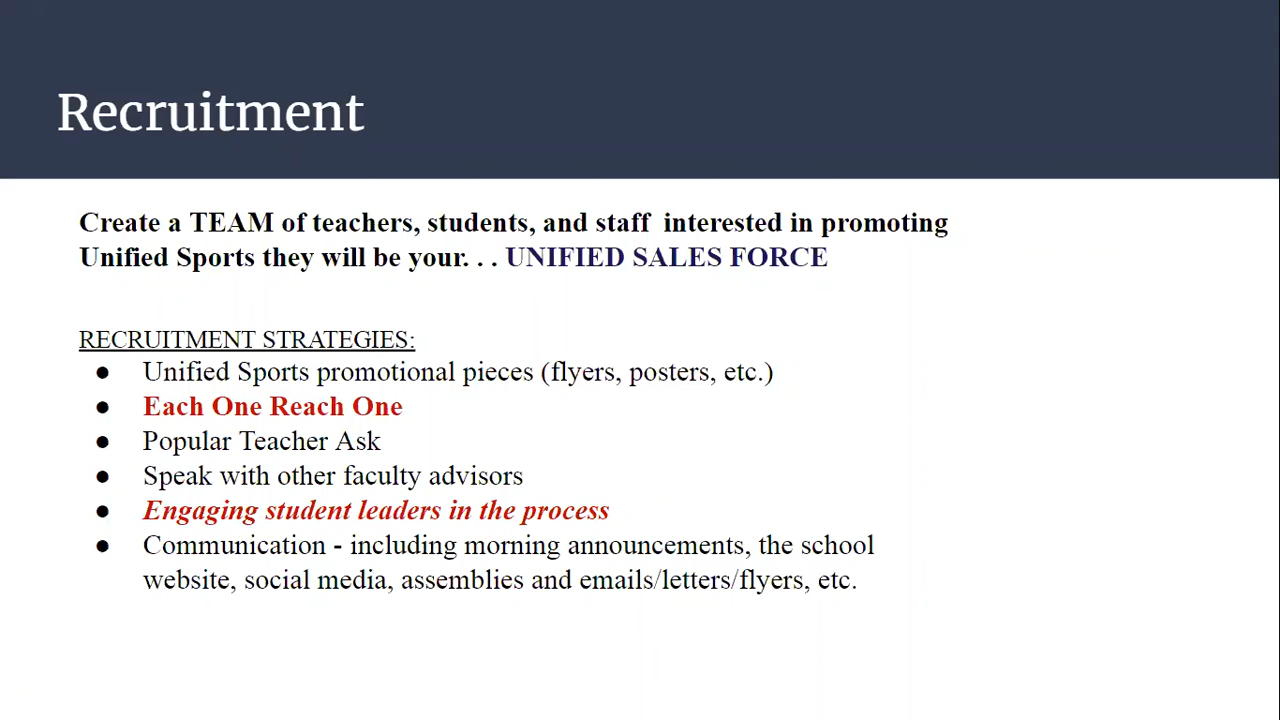 Recruitment
Create a TEAM of teachers, students, and staff interested in promoting
Unified Sports they will be your. . . UNIFIED SALES FORCE
RECRUITMENT STRATEGIES:
● Unified Sports promotional pieces (flyers, posters, etc.)
● Each One Reach One
● Popular Teacher Ask
● Speak with other faculty advisors
● Engaging student leaders in the process
● Communication - including morning announcements, the school
website, social media, assemblies and emails/letters/flyers, etc.